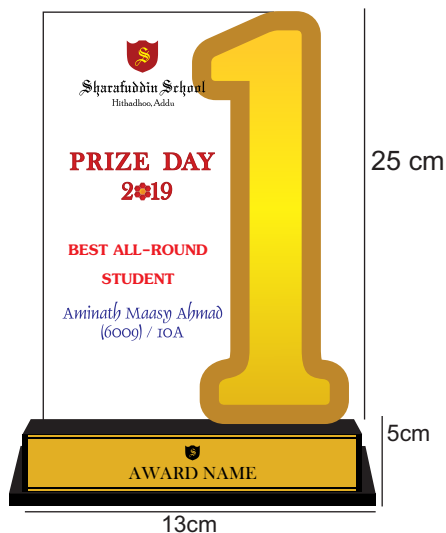 S
Sharafuddin School
Hithadhoo, Addu
PRIZE DAY
2019
BEST ALL-ROUND
STUDENT
Aminath Maasy Ahmad
(6009) / 10A
1
25 cm
S
AWARD NAME
5cm
13cm